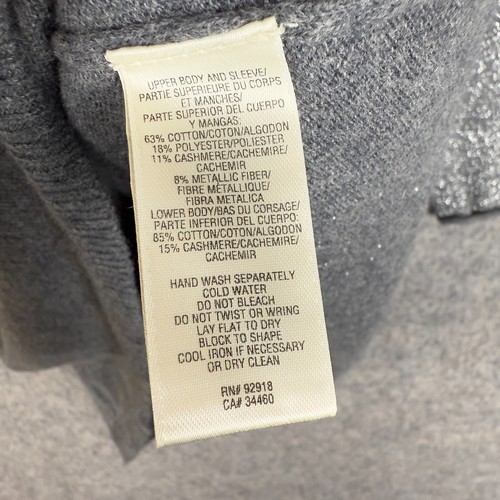 UPPER BODY AND SLEEVE/
PARTIE SUPERIEURE DU CORPS
ET MANCHES/
PARTE SUPERIOR DEL CUERPO
Y MANGAS:
63% COTTON/COTON/ALGODON
18% POLYESTER/POLIESTER
11% CASHMERE/CACHEMIRE/
CACHEMIR
8% METALLIC FIBER/
FIBRE MÉTALLIQUE/
FIBRA METALICA
LOWER BODY/BAS DU CORSAGE/
PARTE INFERIOR DEL CUERPO:
85% COTTON/COTON/ALGODON
15% CASHMERE/CACHEMIRE/
CACHEMIR
HAND WASH SEPARATELY
COLD WATER
DO NOT BLEACH
DO NOT TWIST OR WRING
LAY FLAT TO DRY
BLOCK TO SHAPE
COOL IRON IF NECESSARY
OR DRY CLEAN
RN# 92918
CA# 34460